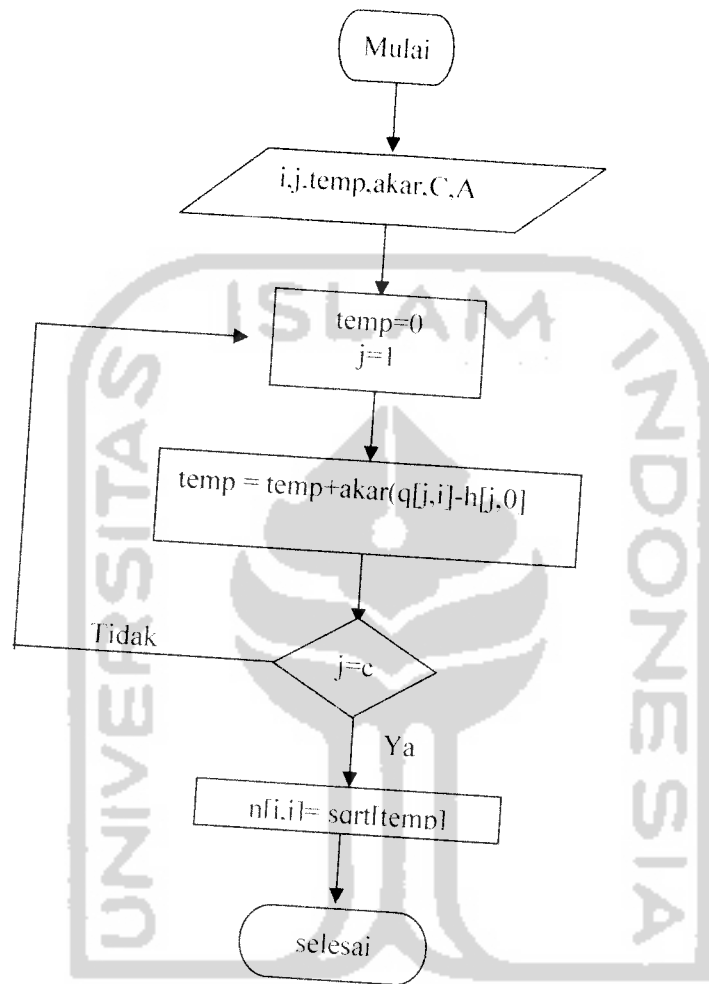 Mulai
i,j,temp,akar,C,A
temp=0
j=1
temp = temp+akar(q[j,i]-h[j,0]
Tidak
j=c
Ya
n[i,i]= sqrt[temp]
selesai
UNIVERSITAS
ISLAM
INDONESIA